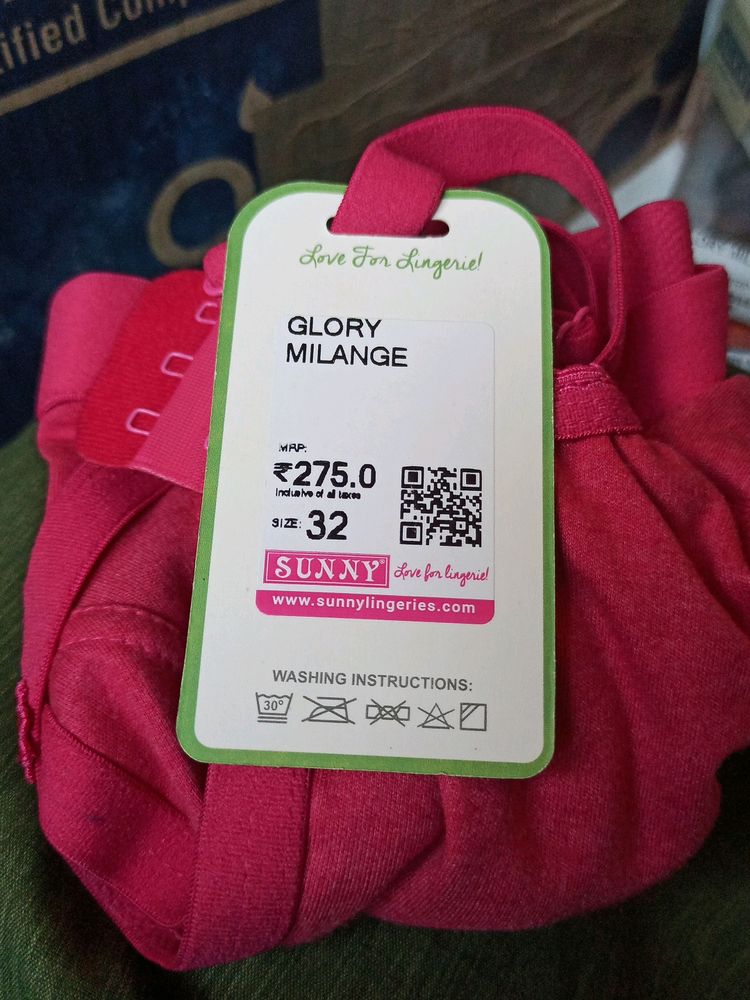 ified Com
Love For Lingerie!
GLORY
MILANGE
MRP:
₹275.0
Inclusive of all taxes
SIZE: 32
SUNNY® Love for lingerie!
www.sunnylingeries.com
WASHING INSTRUCTIONS:
30°